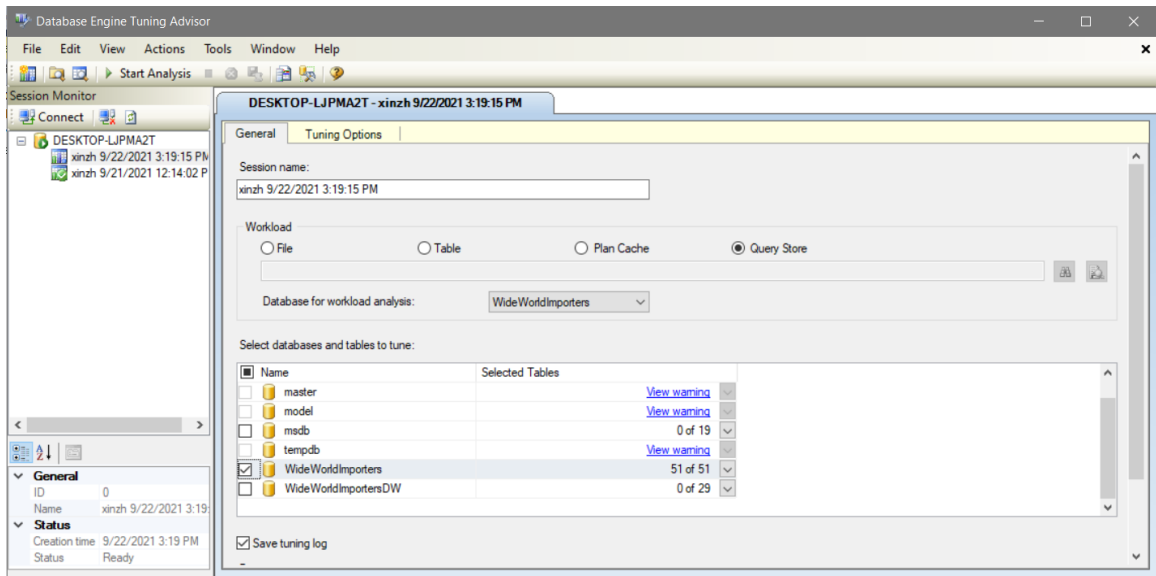 Database Engine Tuning Advisor
File Edit View Actions Tools Window Help
Start Analysis
Session Monitor
Connect
DESKTOP-LJPMA2T
xinzh 9/22/2021 3:19:15 PM
xinzh 9/21/2021 12:14:02 P
General
ID 0
Name xinzh 9/22/2021 3:19:
Status
Creation time 9/22/2021 3:19 PM
Status Ready
DESKTOP-LJPMA2T - xinzh 9/22/2021 3:19:15 PM
General Tuning Options
Session name:
xinzh 9/22/2021 3:19:15 PM
Workload
File Table Plan Cache Query Store
Database for workload analysis: WideWorldImporters
Select databases and tables to tune:
Name Selected Tables
master View warning
model View warning
msdb 0 of 19
tempdb View warning
WideWorldImporters 51 of 51
WideWorldImportersDW 0 of 29
Save tuning log